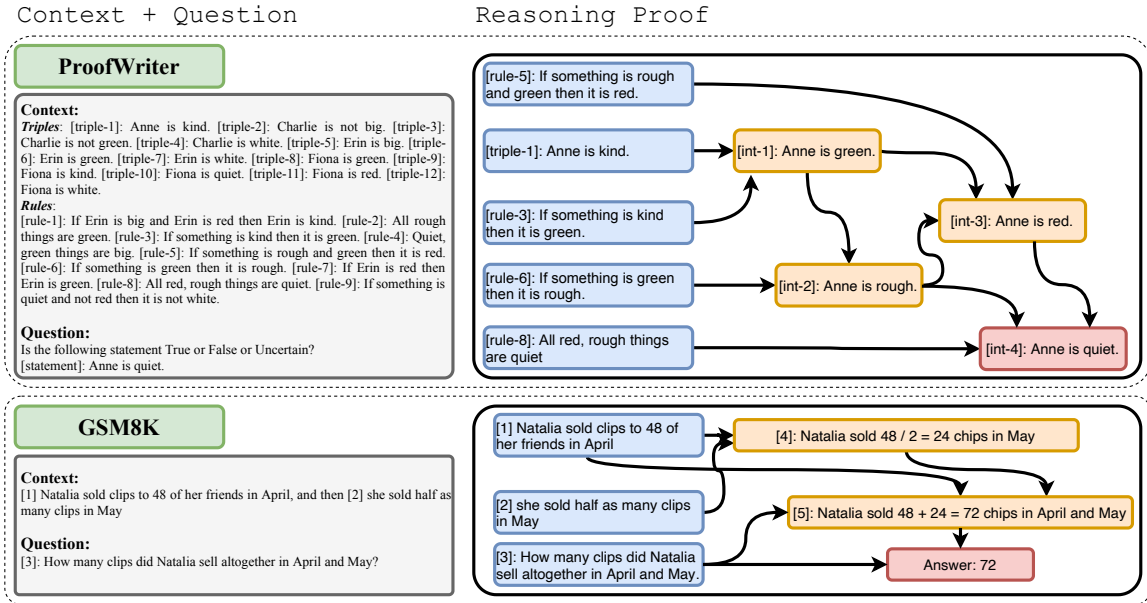 Context + Question
Reasoning Proof
ProofWriter
Context:
Triples: [triple-1]: Anne is kind. [triple-2]: Charlie is not big. [triple-3]:
Charlie is not green. [triple-4]: Charlie is white. [triple-5]: Erin is big. [triple-
6]: Erin is green. [triple-7]: Erin is white. [triple-8]: Fiona is green. [triple-9]:
Fiona is kind. [triple-10]: Fiona is quiet. [triple-11]: Fiona is red. [triple-12]:
Fiona is white.
Rules:
[rule-1]: If Erin is big and Erin is red then Erin is kind. [rule-2]: All rough
things are green. [rule-3]: If something is kind then it is green. [rule-4]: Quiet,
green things are big. [rule-5]: If something is rough and green then it is red.
[rule-6]: If something is green then it is rough. [rule-7]: If Erin is red then
Erin is green. [rule-8]: All red, rough things are quiet. [rule-9]: If something is
quiet and not red then it is not white.
Question:
Is the following statement True or False or Uncertain?
[statement]: Anne is quiet.
[rule-5]: If something is rough
and green then it is red.
[triple-1]: Anne is kind.
[int-1]: Anne is green.
[rule-3]: If something is kind
then it is green.
[int-3]: Anne is red.
[rule-6]: If something is green
then it is rough.
[int-2]: Anne is rough.
[rule-8]: All red, rough things
are quiet
[int-4]: Anne is quiet.
GSM8K
Context:
[1] Natalia sold clips to 48 of her friends in April, and then [2] she sold half as
many clips in May
Question:
[3]: How many clips did Natalia sell altogether in April and May?
[1] Natalia sold clips to 48 of
her friends in April
[4]: Natalia sold 48 / 2 = 24 chips in May
[2] she sold half as many clips
in May
[5]: Natalia sold 48 + 24 = 72 chips in April and May
[3]: How many clips did Natalia
sell altogether in April and May.
Answer: 72